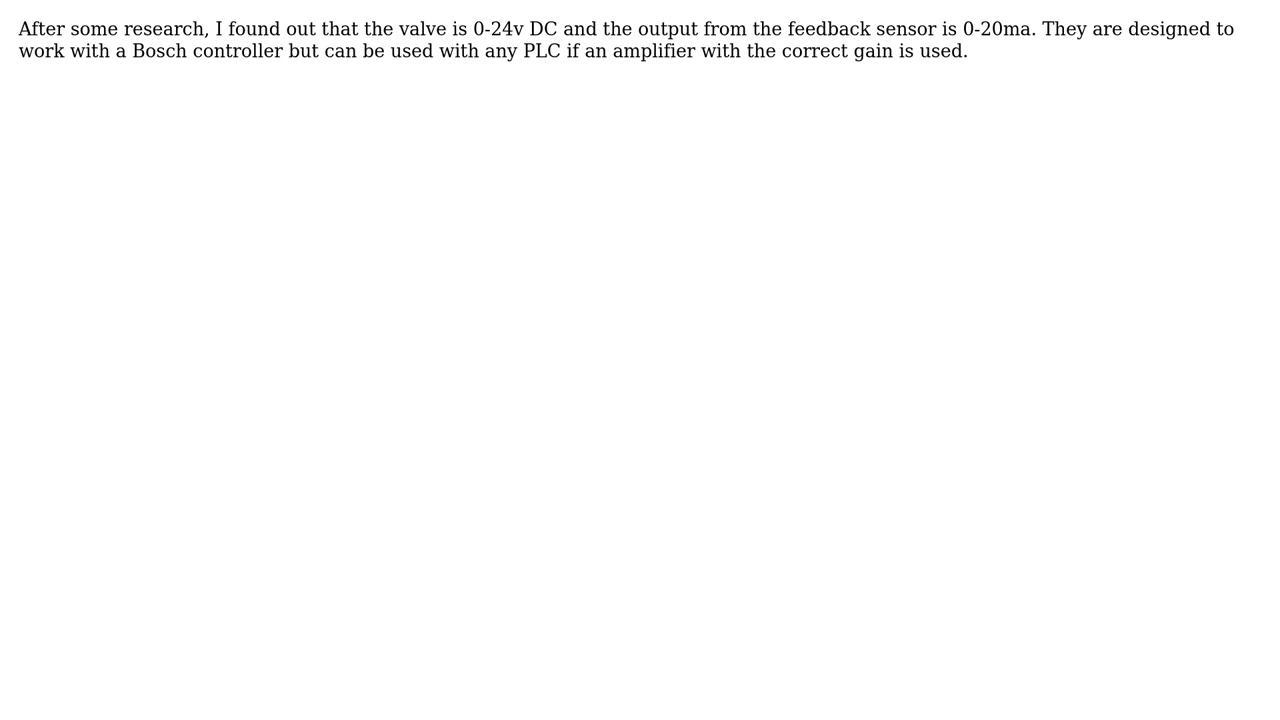 After some research, I found out that the valve is 0-24v DC and the output from the feedback sensor is 0-20ma. They are designed to
work with a Bosch controller but can be used with any PLC if an amplifier with the correct gain is used.